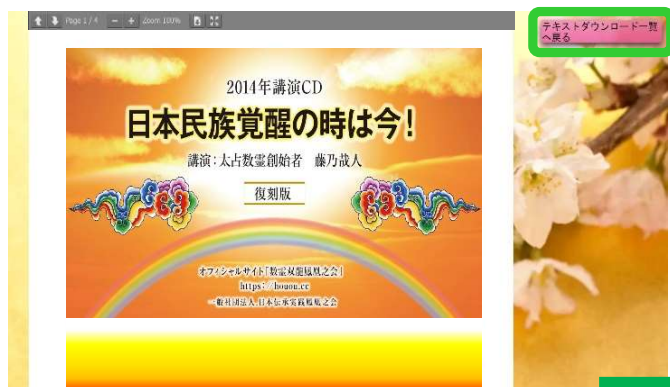 Page 1 / 4
Zoom 100%
テキストダウンロード一覧
へ戻る
2014年講演CD
日本民族覚醒の時は今!
講演:太占数霊創始者 藤乃哉人
復刻版
オフィシャルサイト「数霊双龍鳳凰之会」
https://houou.cc
一般社団法人 日本伝承実践鳳凰之会